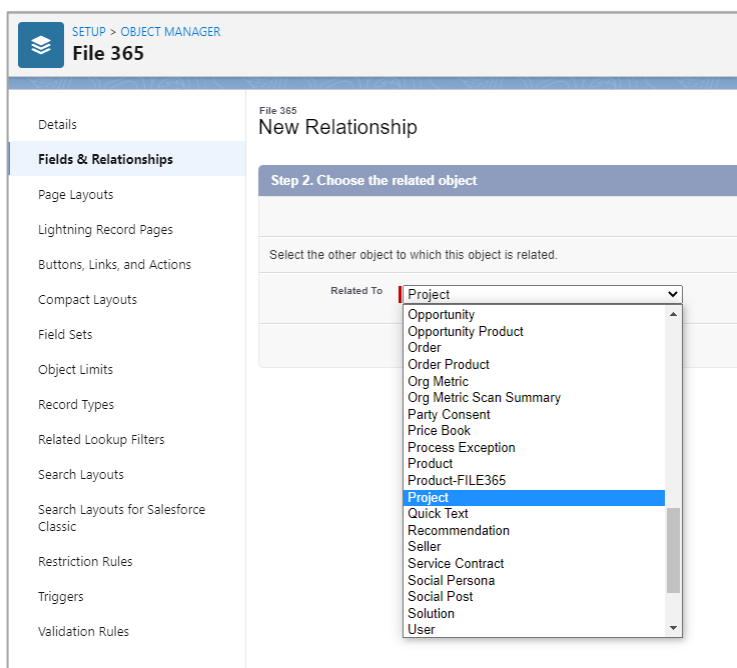 SETUP > OBJECT MANAGER
File 365
Details
Fields & Relationships
Page Layouts
Lightning Record Pages
Buttons, Links, and Actions
Compact Layouts
Field Sets
Object Limits
Record Types
Related Lookup Filters
Search Layouts
Search Layouts for Salesforce
Classic
Restriction Rules
Triggers
Validation Rules
File 365
New Relationship
Step 2. Choose the related object
Select the other object to which this object is related.
Related To
Project
Opportunity
Opportunity Product
Order
Order Product
Org Metric
Org Metric Scan Summary
Party Consent
Price Book
Process Exception
Product
Product-FILE365
Project
Quick Text
Recommendation
Seller
Service Contract
Social Persona
Social Post
Solution
User